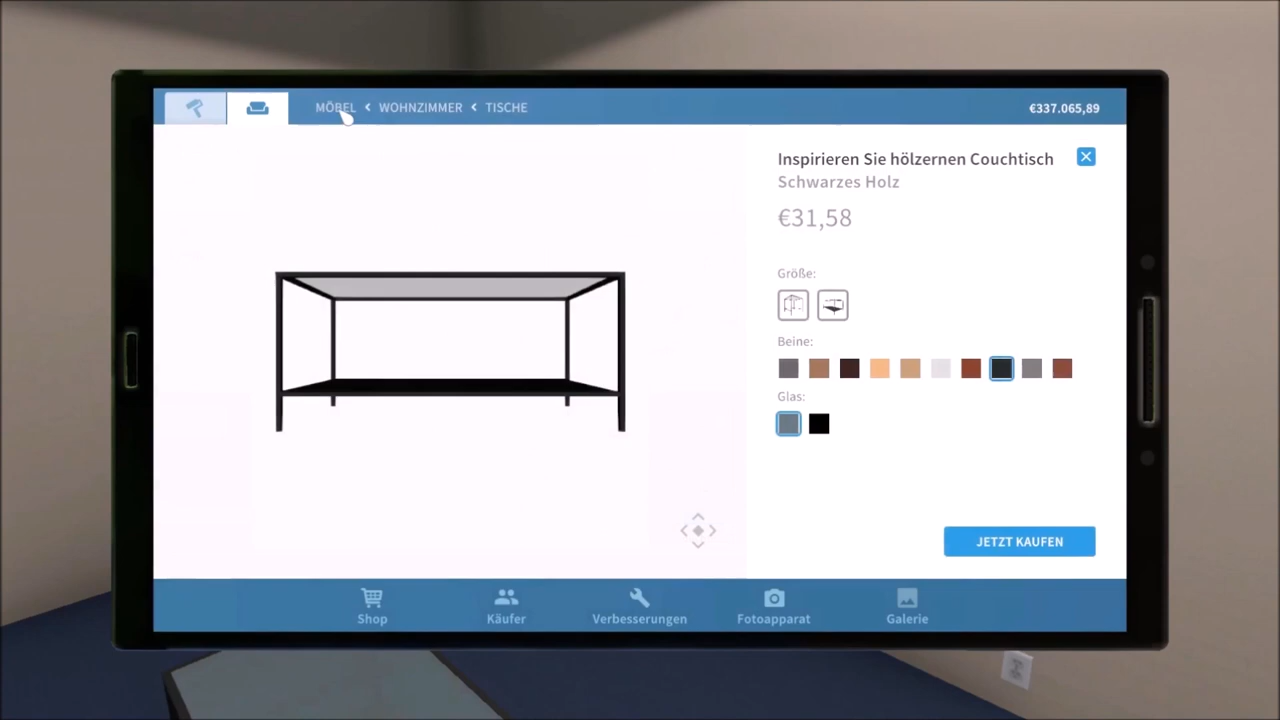 MÖBEL < WOHNZIMMER < TISCHE
€337.065,89
Inspirieren Sie hölzernen Couchtisch
Schwarzes Holz
€31,58
Größe:
Beine:
Glas:
JETZT KAUFEN
Shop
Käufer
Verbesserungen
Fotoapparat
Galerie